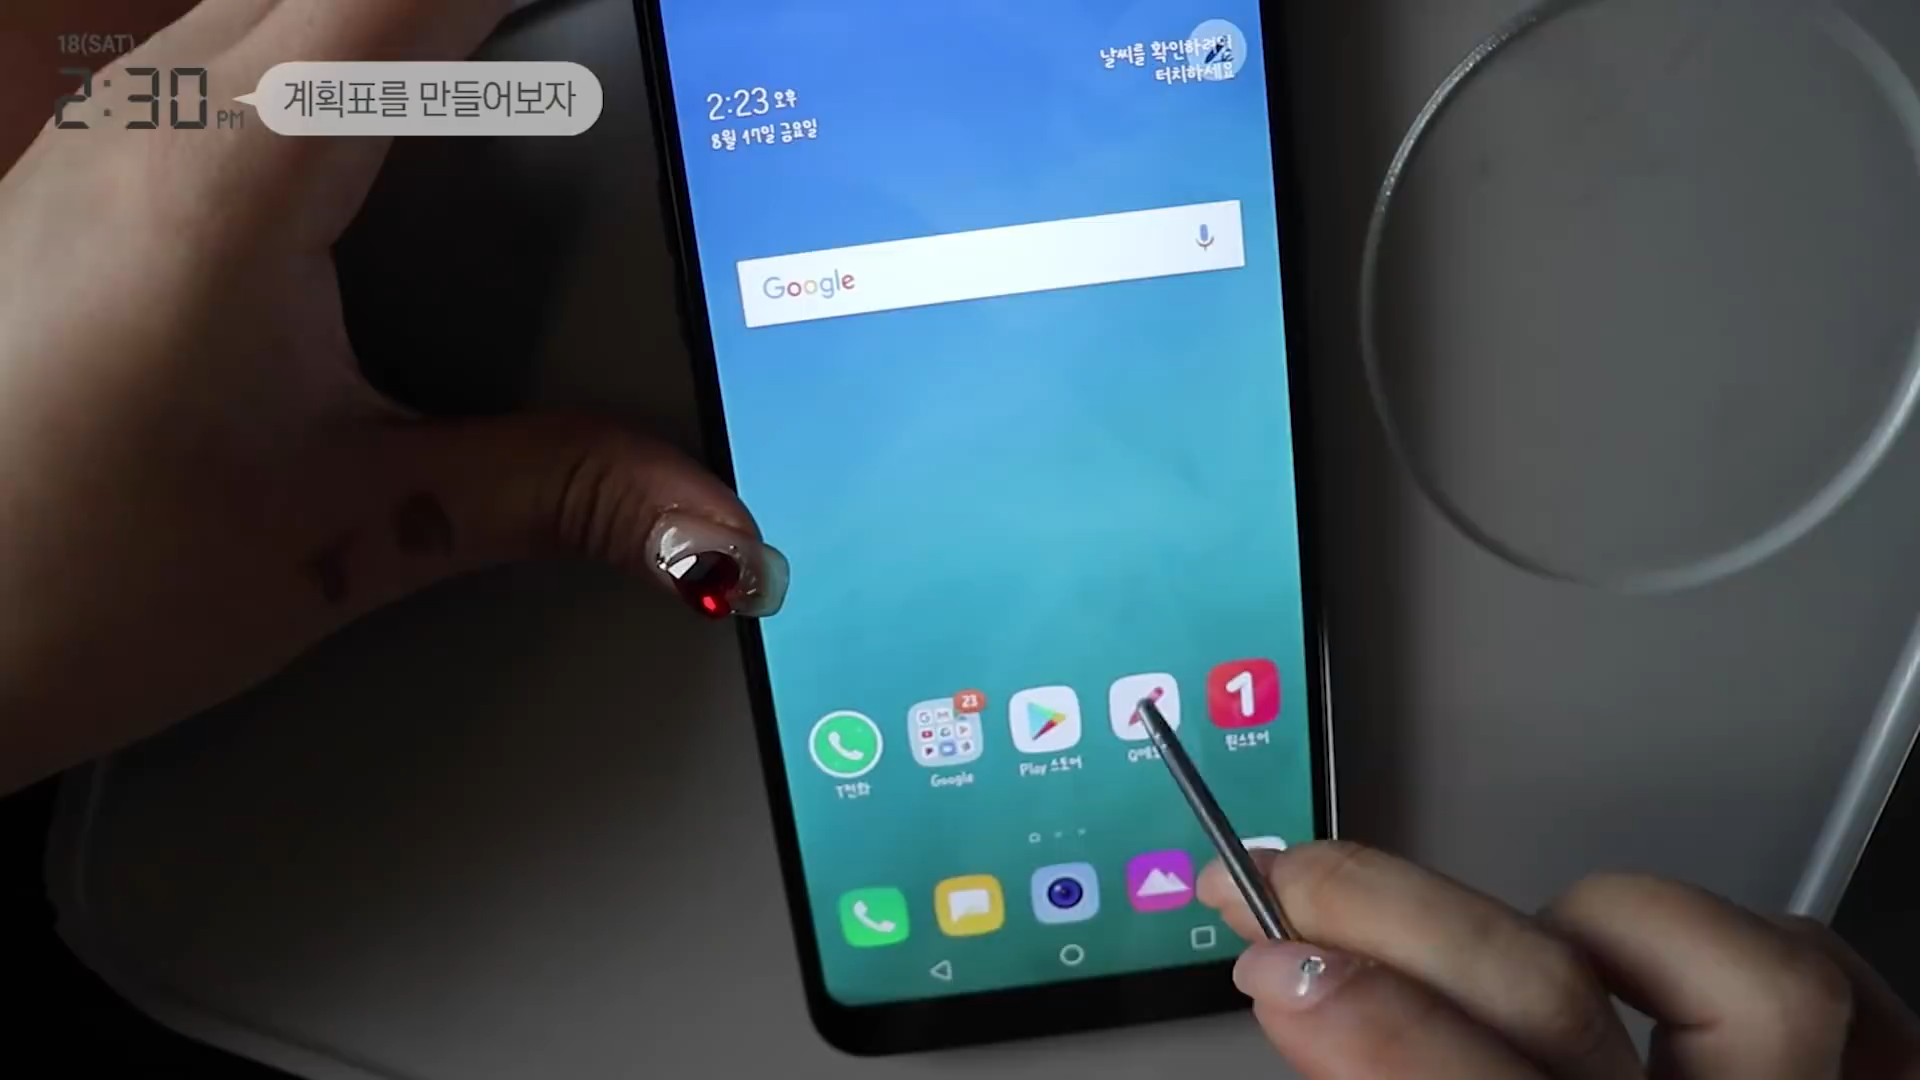 18(SAT)
2:30 PM
계획표를 만들어보자
날씨를 확인하려면
터치하세요
2:23 오후
8월 17일 금요일
Google
23
T전화
Google
Play 스토어
1
원스토어